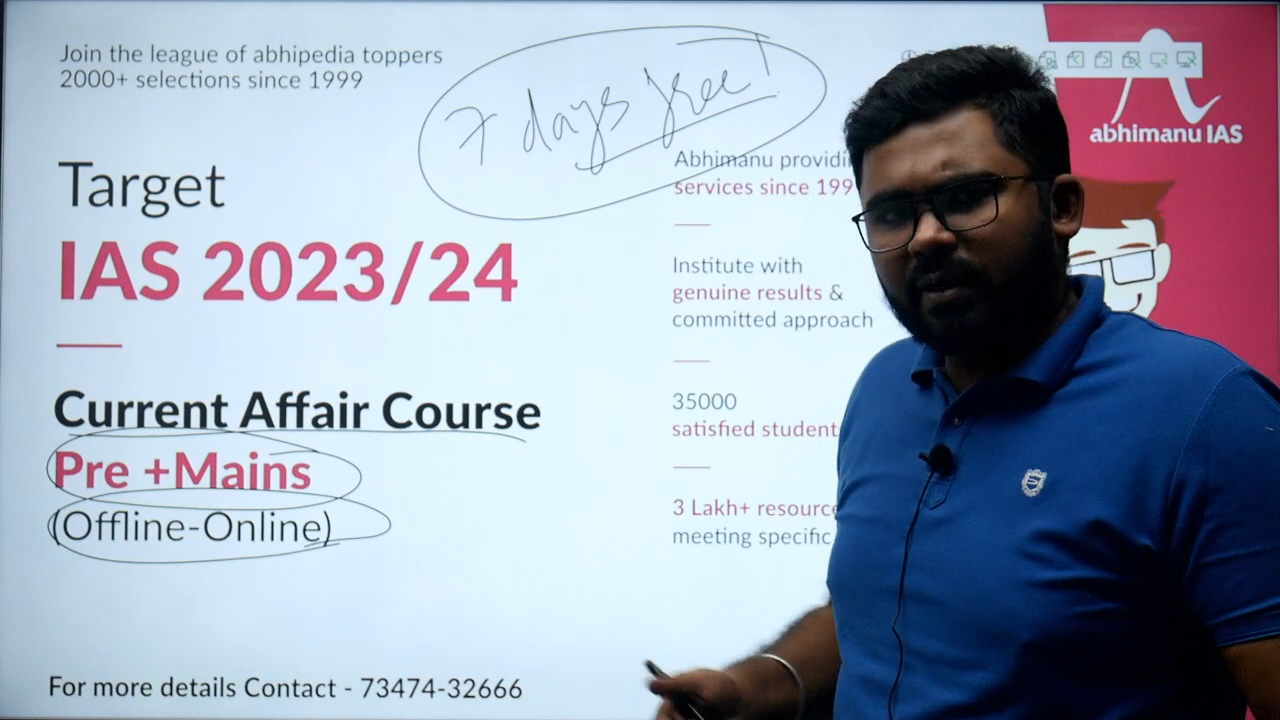 Join the league of abhipedia toppers
2000+ selections since 1999
7 days free!
abhimanu IAS
Target
IAS 2023/24
Current Affair Course
Pre +Mains
(Offline-Online)
For more details Contact - 73474-32666
Abhimanu providi
services since 199
Institute with
genuine results &
committed approach
35000
satisfied student
3 Lakh+ resource
meeting specific